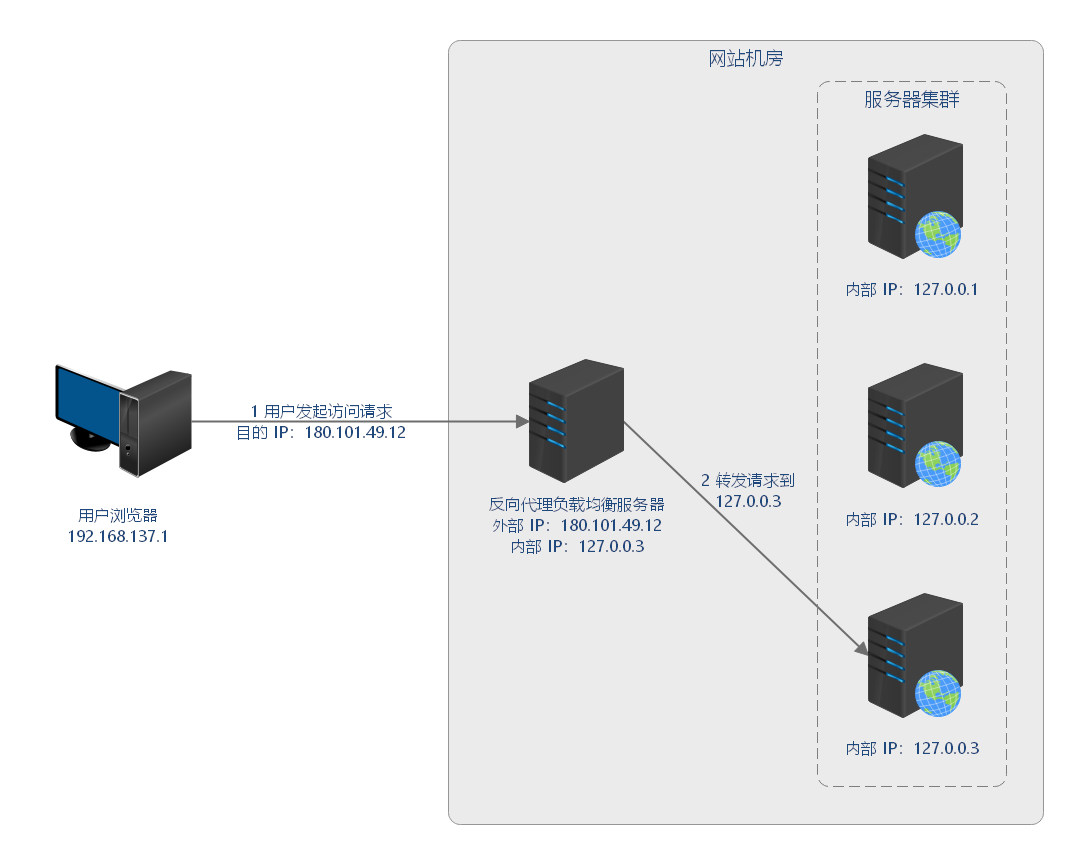 网站机房
服务器集群
内部 IP：127.0.0.1
1 用户发起访问请求
目的 IP：180.101.49.12
用户浏览器
192.168.137.1
反向代理负载均衡服务器
外部 IP：180.101.49.12
内部 IP：127.0.0.3
2 转发请求到
127.0.0.3
内部 IP：127.0.0.2
内部 IP：127.0.0.3